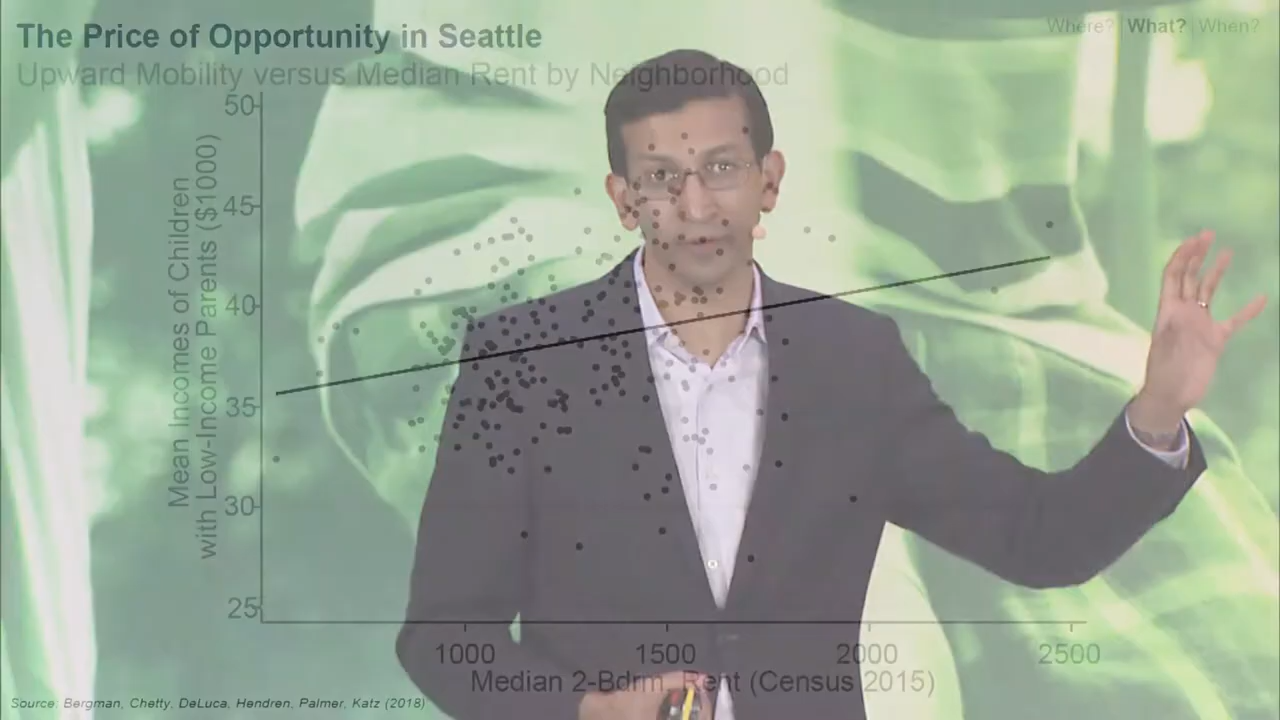 The Price of Opportunity in Seattle
Where? | What? | When?
Upward Mobility versus Median Rent by Neighborhood
50
45
40
35
30
25
Mean Incomes of Children
with Low-Income Parents ($1000)
1000 1500 2000 2500
Median 2-Bdrm Rent (Census 2015)
Source: Bergman, Chetty, DeLuca, Hendren, Palmer, Katz (2018)